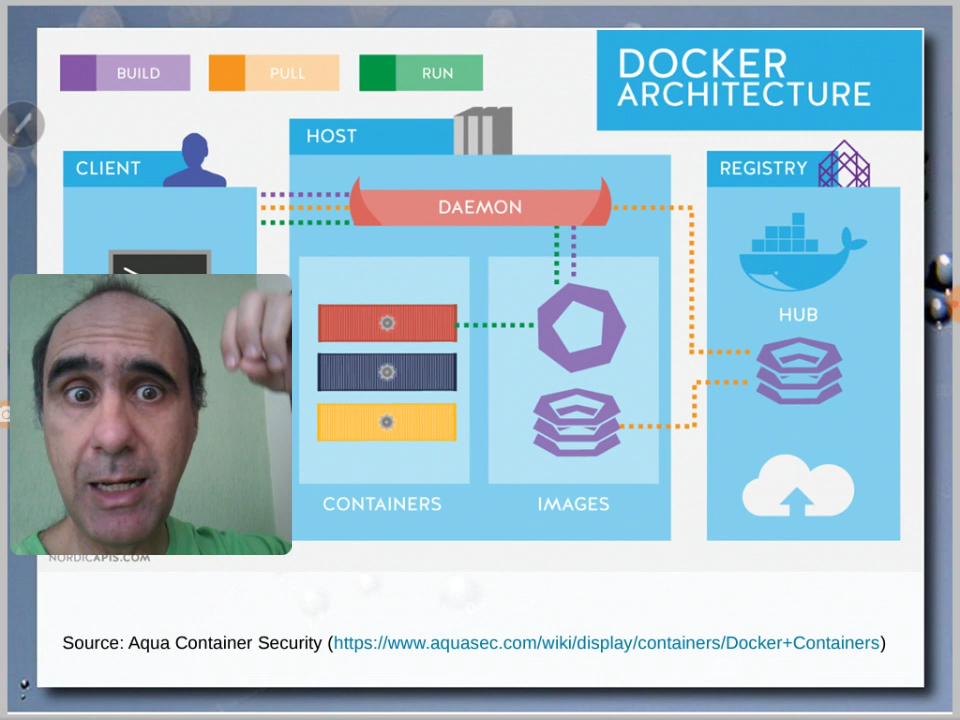 BUILD
PULL
RUN
DOCKER
ARCHITECTURE
HOST
CLIENT
REGISTRY
DAEMON
HUB
CONTAINERS
IMAGES
NORDICAPIS.COM
Source: Aqua Container Security (https://www.aquasec.com/wiki/display/containers/Docker+Containers)